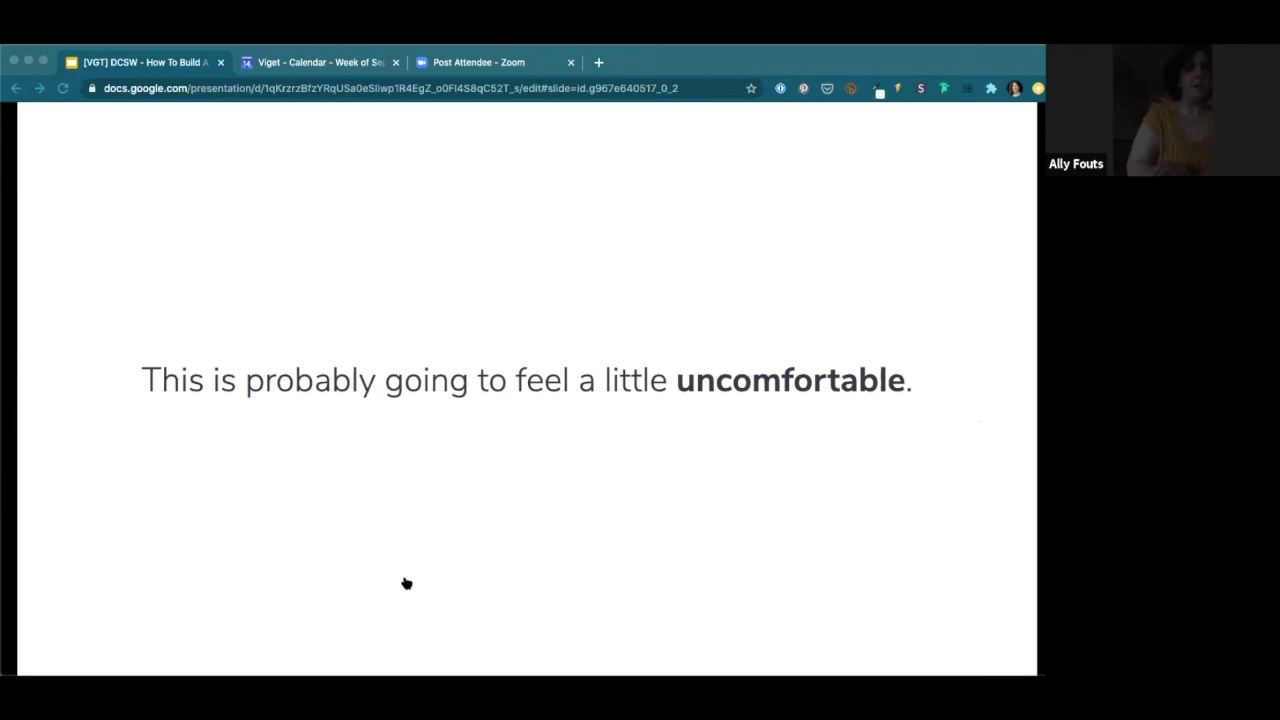 [VGT] DCSW - How To Build A
Viget - Calendar - Week of Se
Post Attendee - Zoom
docs.google.com/presentation/d/1qKrzrzBfzYRqUSa0eSliwp1R4EgZ_o0Fl4S8qC52T_s/edit#slide=id.g967e640517_0_2
Ally Fouts
This is probably going to feel a little uncomfortable.